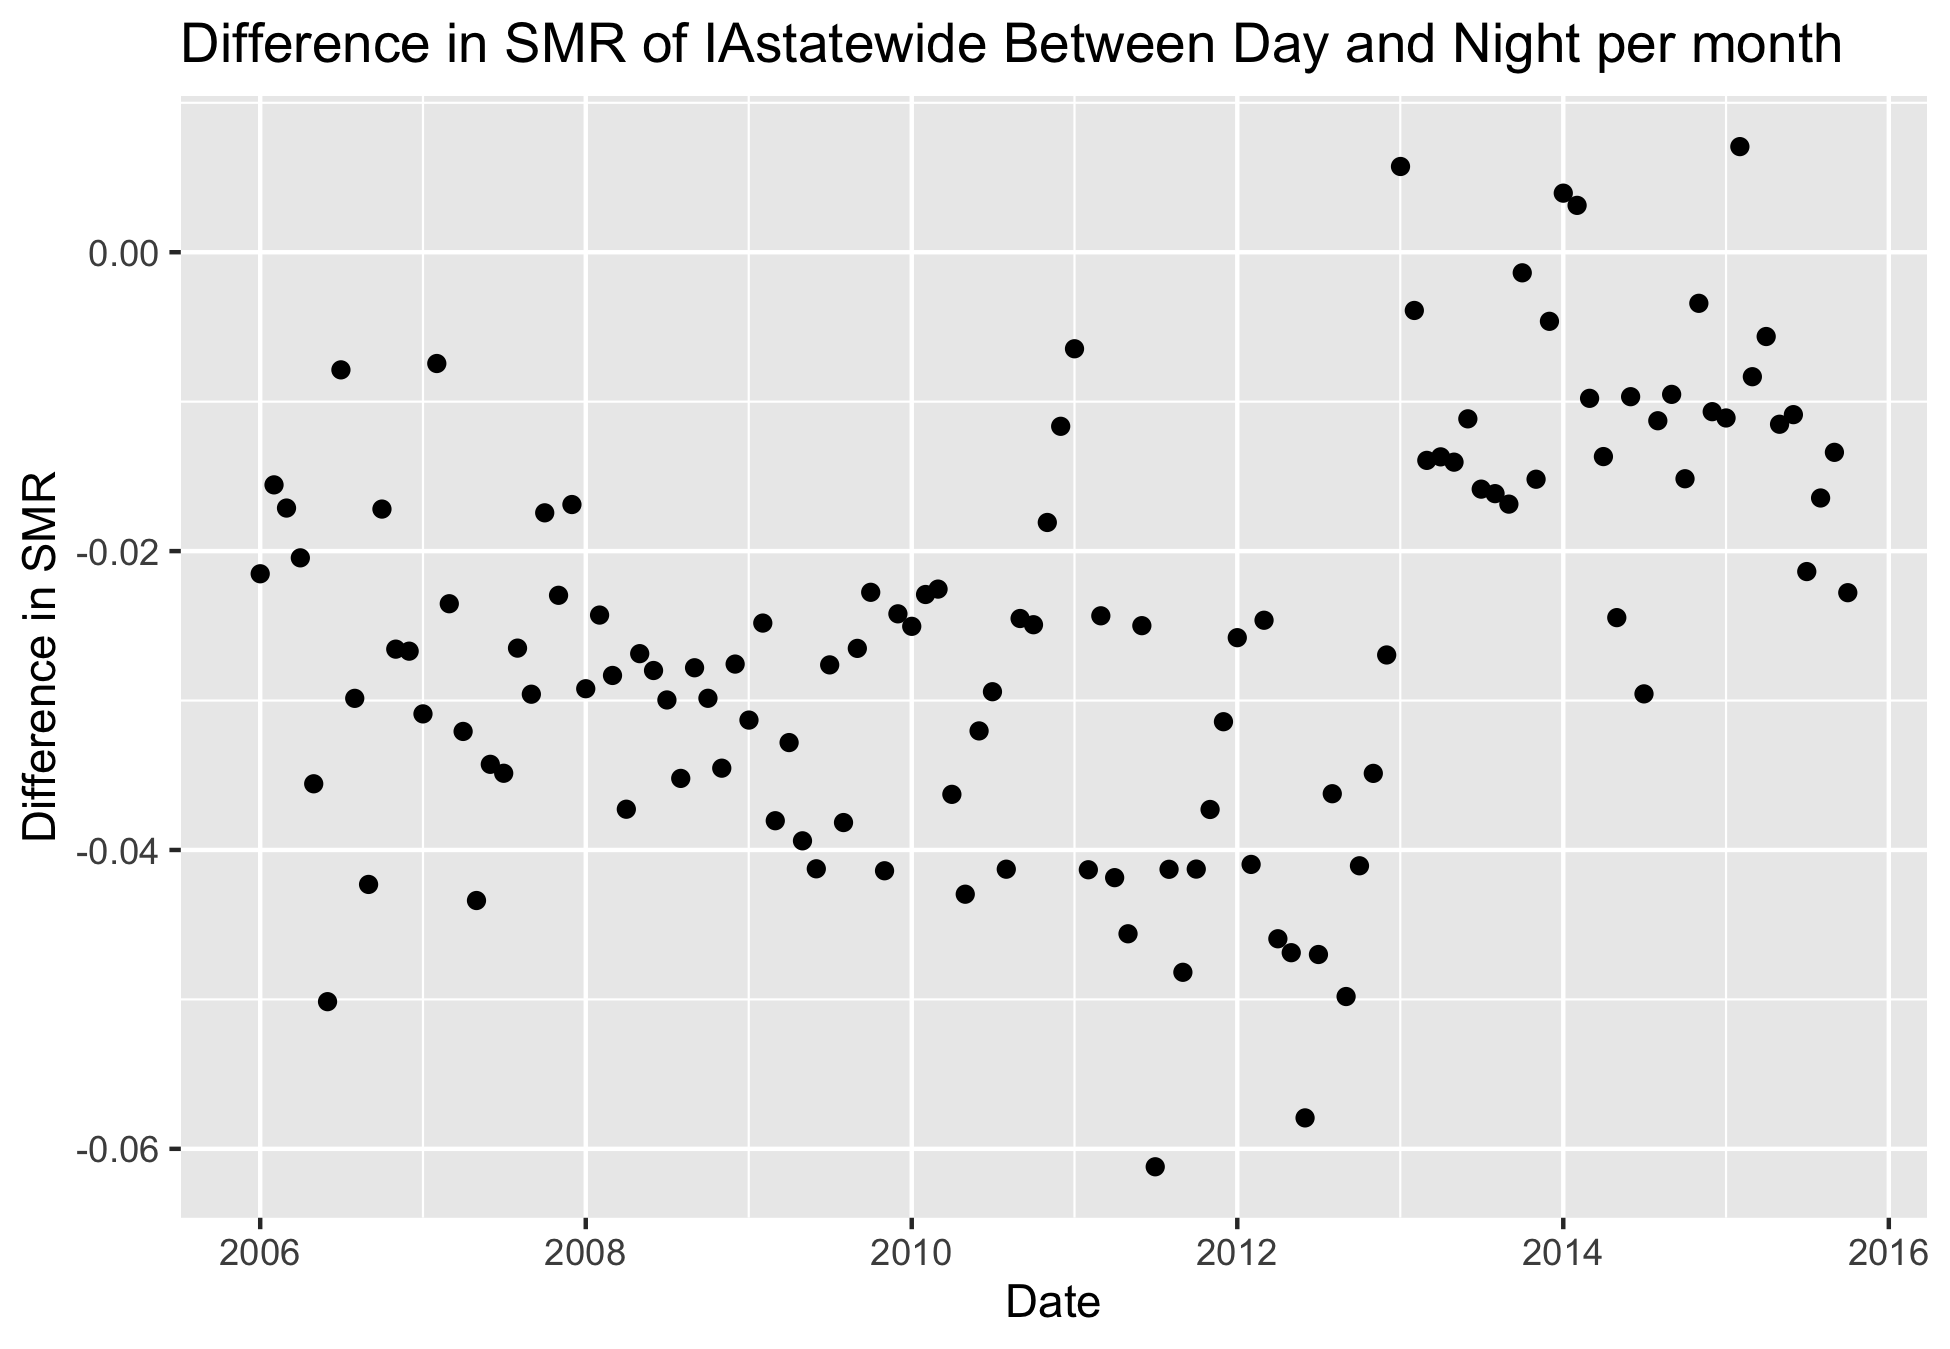 Difference in SMR of IAstatewide Between Day and Night per month
Difference in SMR
0.00
-0.02
-0.04
-0.06
2006 2008 2010 2012 2014 2016
Date